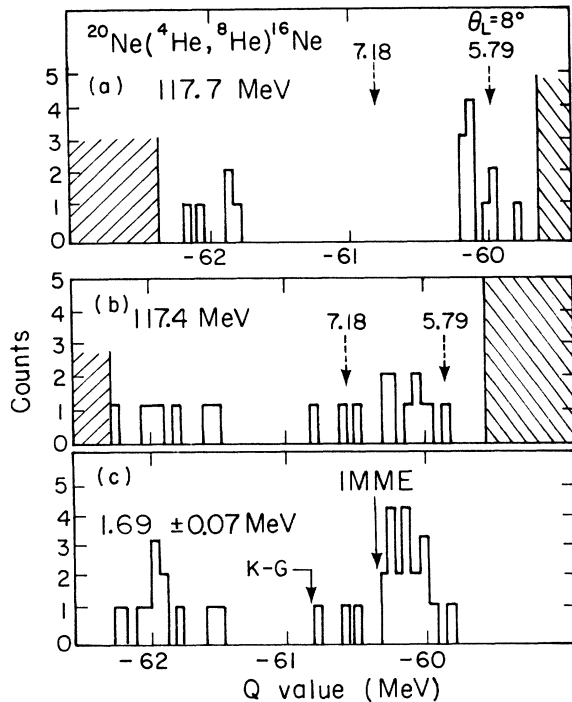 ²⁰Ne(⁴He, ⁸He)¹⁶Ne
θL=8°
7.18
5.79
(a) 117.7 MeV
5
4
3
2
1
0
-62 -61 -60
(b)
117.4 MeV
7.18
5.79
5
4
3
2
1
0
Counts
(c)
IMME
1.69 ±0.07 MeV
K-G
5
4
3
2
1
0
-62 -61 -60
Q value (MeV)